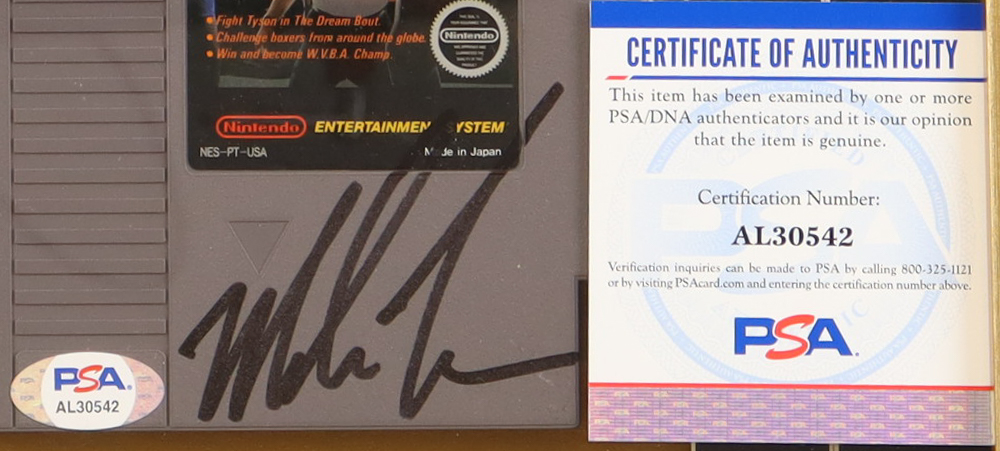 • Fight Tyson in The Dream Bout.
• Challenge boxers from around the globe.
• Win and become W.V.B.A. Champ.
Nintendo
Nintendo ENTERTAINMEN YSTEM
NES-PT-USA
M de in Japan
PSA.
AL30542
CERTIFICATE OF AUTHENTICITY
This item has been examined by one or more
PSA/DNA authenticators and it is our opinion
that the item is genuine.
Certification Number:
AL30542
Verification inquiries can be made to PSA by calling 800-325-1121
or by visiting PSAcard.com and entering the certification number above.
PSA.